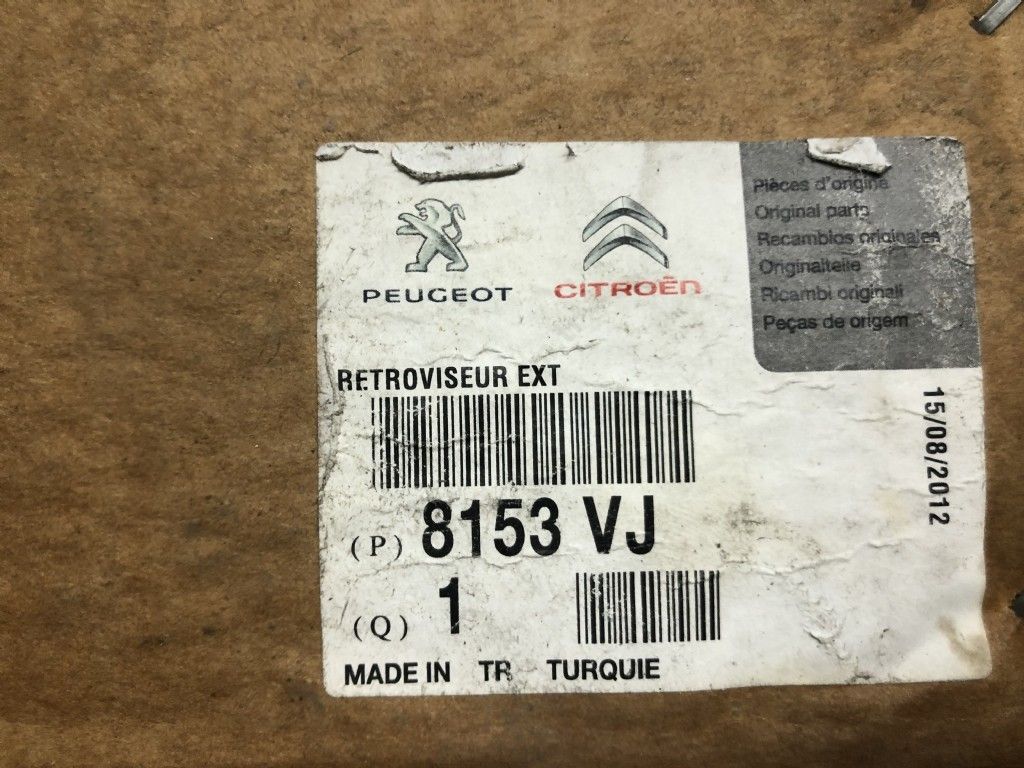 PEUGEOT
CITROËN
Pièces d'origine
Original parts
Recambios originales
Originalteile
Ricambi originali
Peças de origem
RETROVISEUR EXT
(P) 8153 VJ
(Q) 1
MADE IN TR TURQUIE
15/08/2012